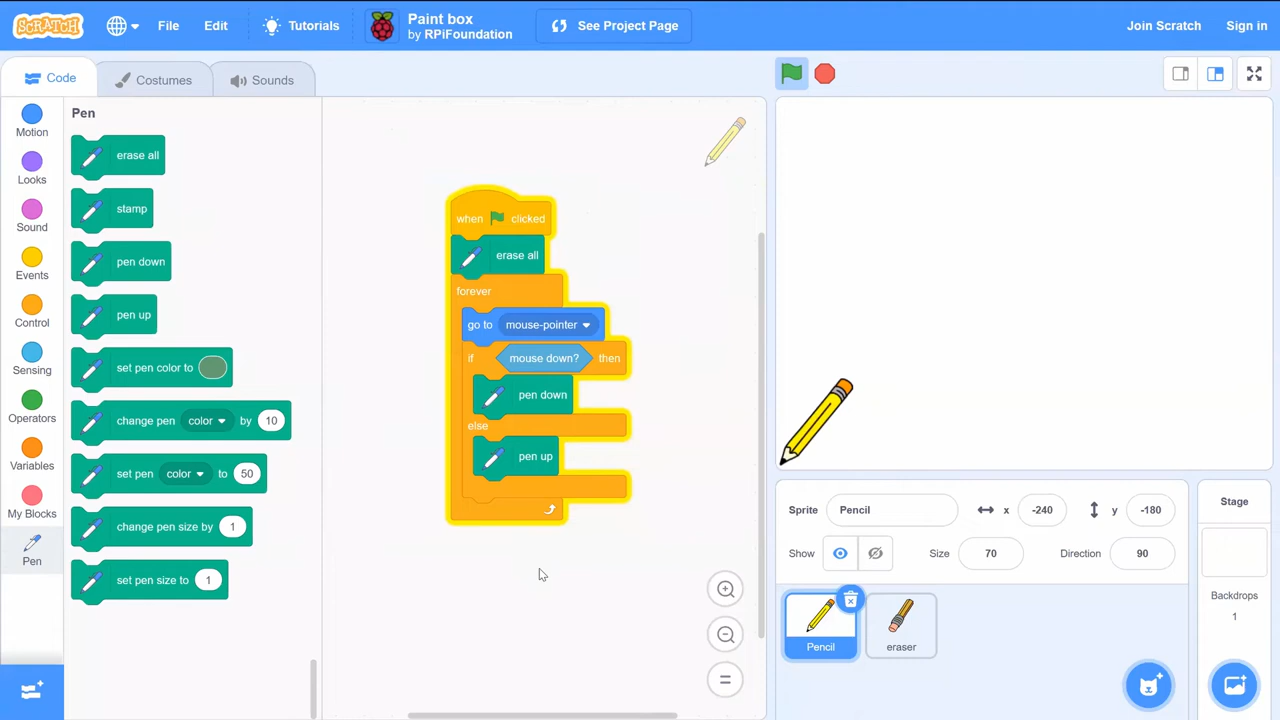 SCRATCH
File
Edit
Tutorials
Paint box
by RPiFoundation
See Project Page
Join Scratch
Sign in
Code
Costumes
Sounds
Motion
Looks
Sound
Events
Control
Sensing
Operators
Variables
My Blocks
Pen
Pen
erase all
stamp
pen down
pen up
set pen color to
change pen color by 10
set pen color to 50
change pen size by 1
set pen size to 1
when clicked
erase all
forever
go to mouse-pointer
if mouse down? then
pen down
else
pen up
Sprite Pencil x -240 y -180
Show Size 70 Direction 90
Pencil
eraser
Stage
Backdrops
1